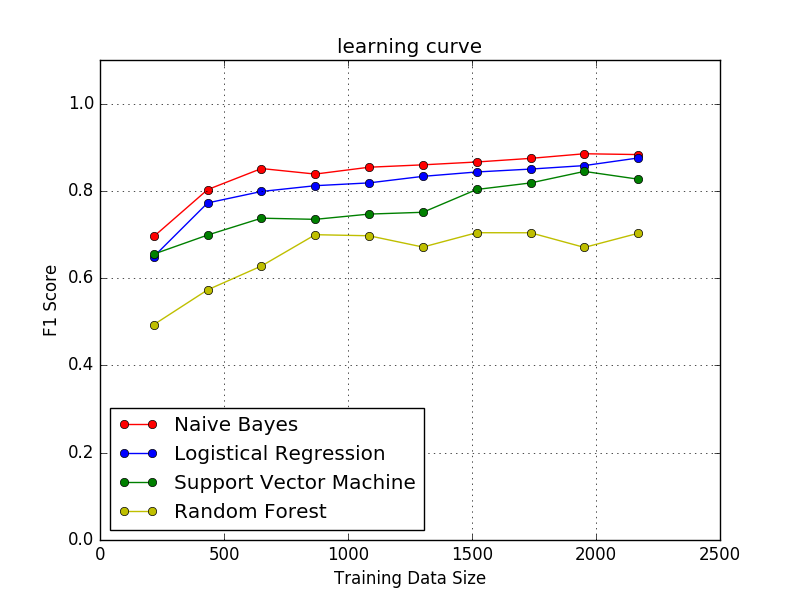 learning curve
1.0
0.8
0.6
0.4
0.2
0.0
F1 Score
Naive Bayes
Logistical Regression
Support Vector Machine
Random Forest
0 500 1000 1500 2000 2500
Training Data Size